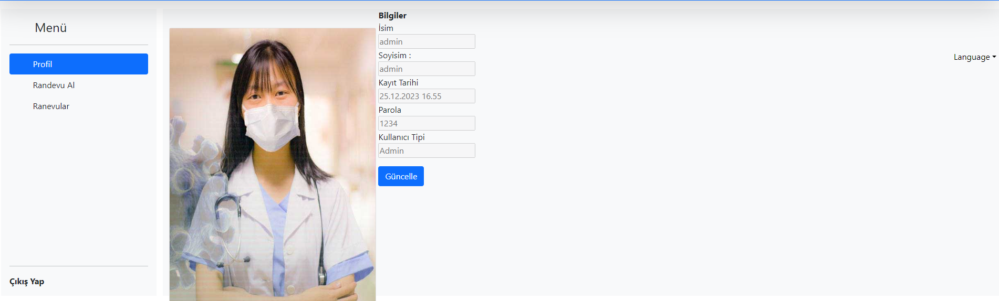 Menü
Profil
Randevu Al
Ranevular
Çıkış Yap
Bilgiler
İsim
admin
Soyisim :
admin
Kayıt Tarihi
25.12.2023 16.55
Parola
1234
Kullanıcı Tipi
Admin
Güncelle
Language